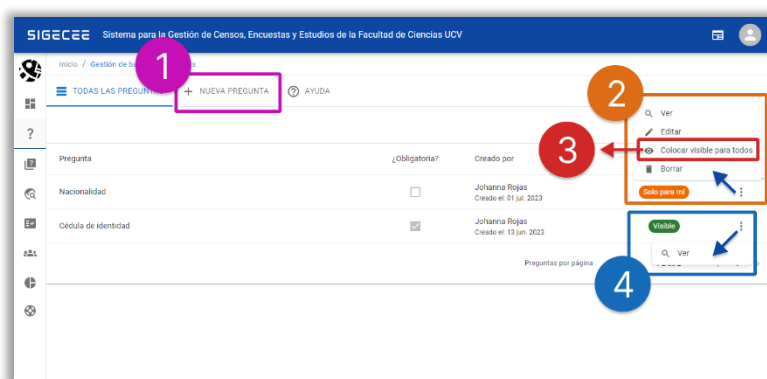 SIGECEE Sistema para la Gestión de Censos, Encuestas y Estudios de la Facultad de Ciencias UCV
Inicio / Gestión de
1
TODAS LAS
NUEVA PREGUNTA
AYUDA
2
Ver
Editar
3
Colocar visible para todos
Borrar
Pregunta ¿Obligatoria? Creado por
Nacionalidad
Johanna Rojas
Creado el: 01 jul. 2023
Solo para mí
Cédula de identidad
Johanna Rojas
Creado el: 13 jun. 2023
Visible
Ver
Preguntas por página
4